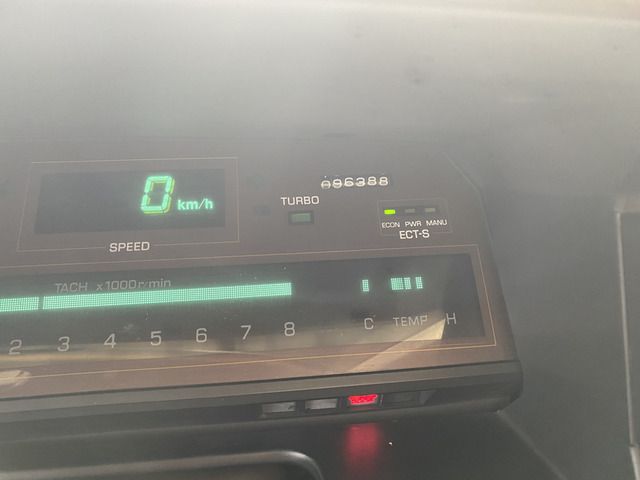 0 km/h
SPEED
TURBO
096388
ECON PWR MANU
ECT-S
TACH x1000r/min
2 3 4 5 6 7 8
C TEMP H